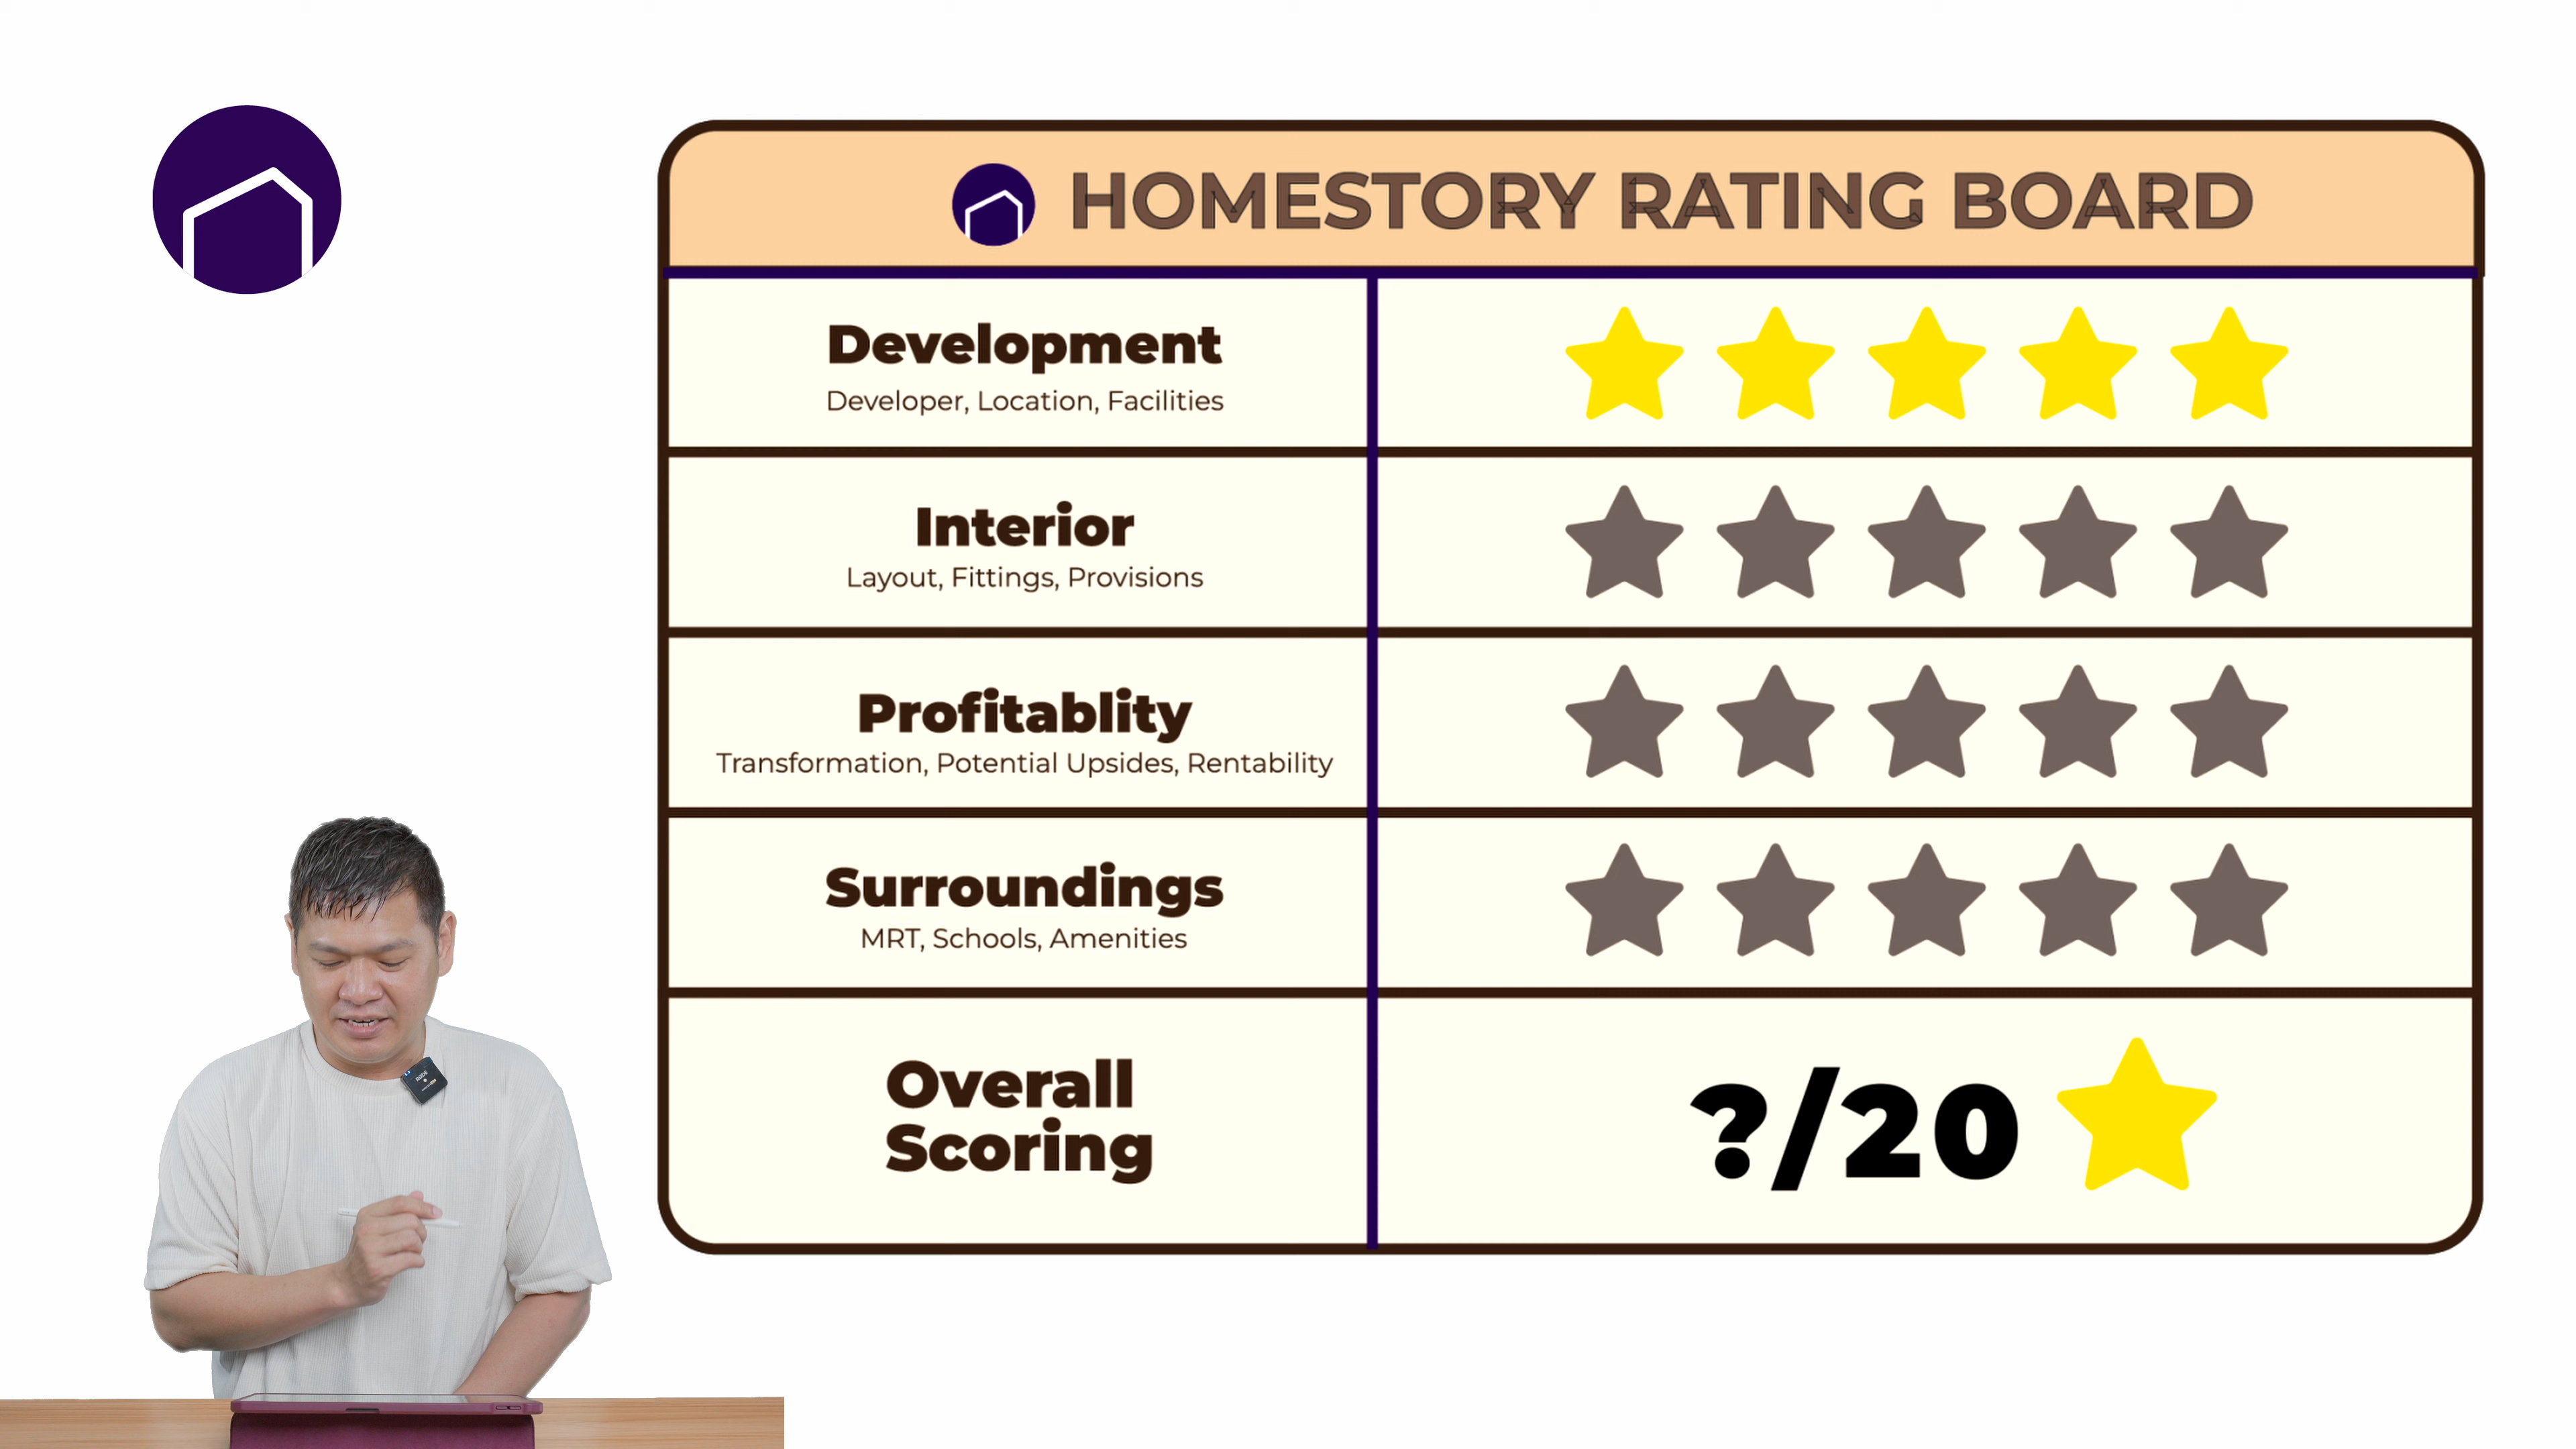 HOMESTORY RATING BOARD
Development
Developer, Location, Facilities
Interior
Layout, Fittings, Provisions
Profitablity
Transformation, Potential Upsides, Rentability
Surroundings
MRT, Schools, Amenities
Overall
Scoring
?/20
RØDE